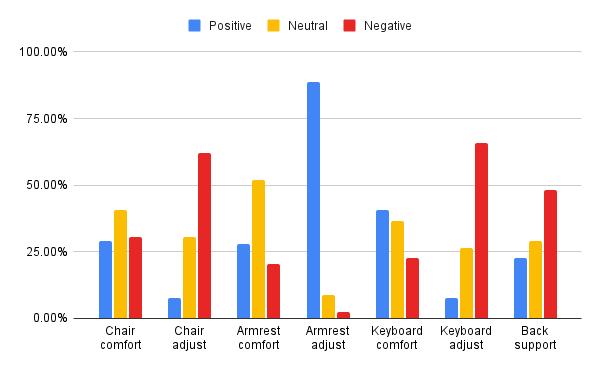 Positive Neutral Negative
100.00%
75.00%
50.00%
25.00%
0.00%
Chair comfort
Chair adjust
Armrest comfort
Armrest adjust
Keyboard comfort
Keyboard adjust
Back support